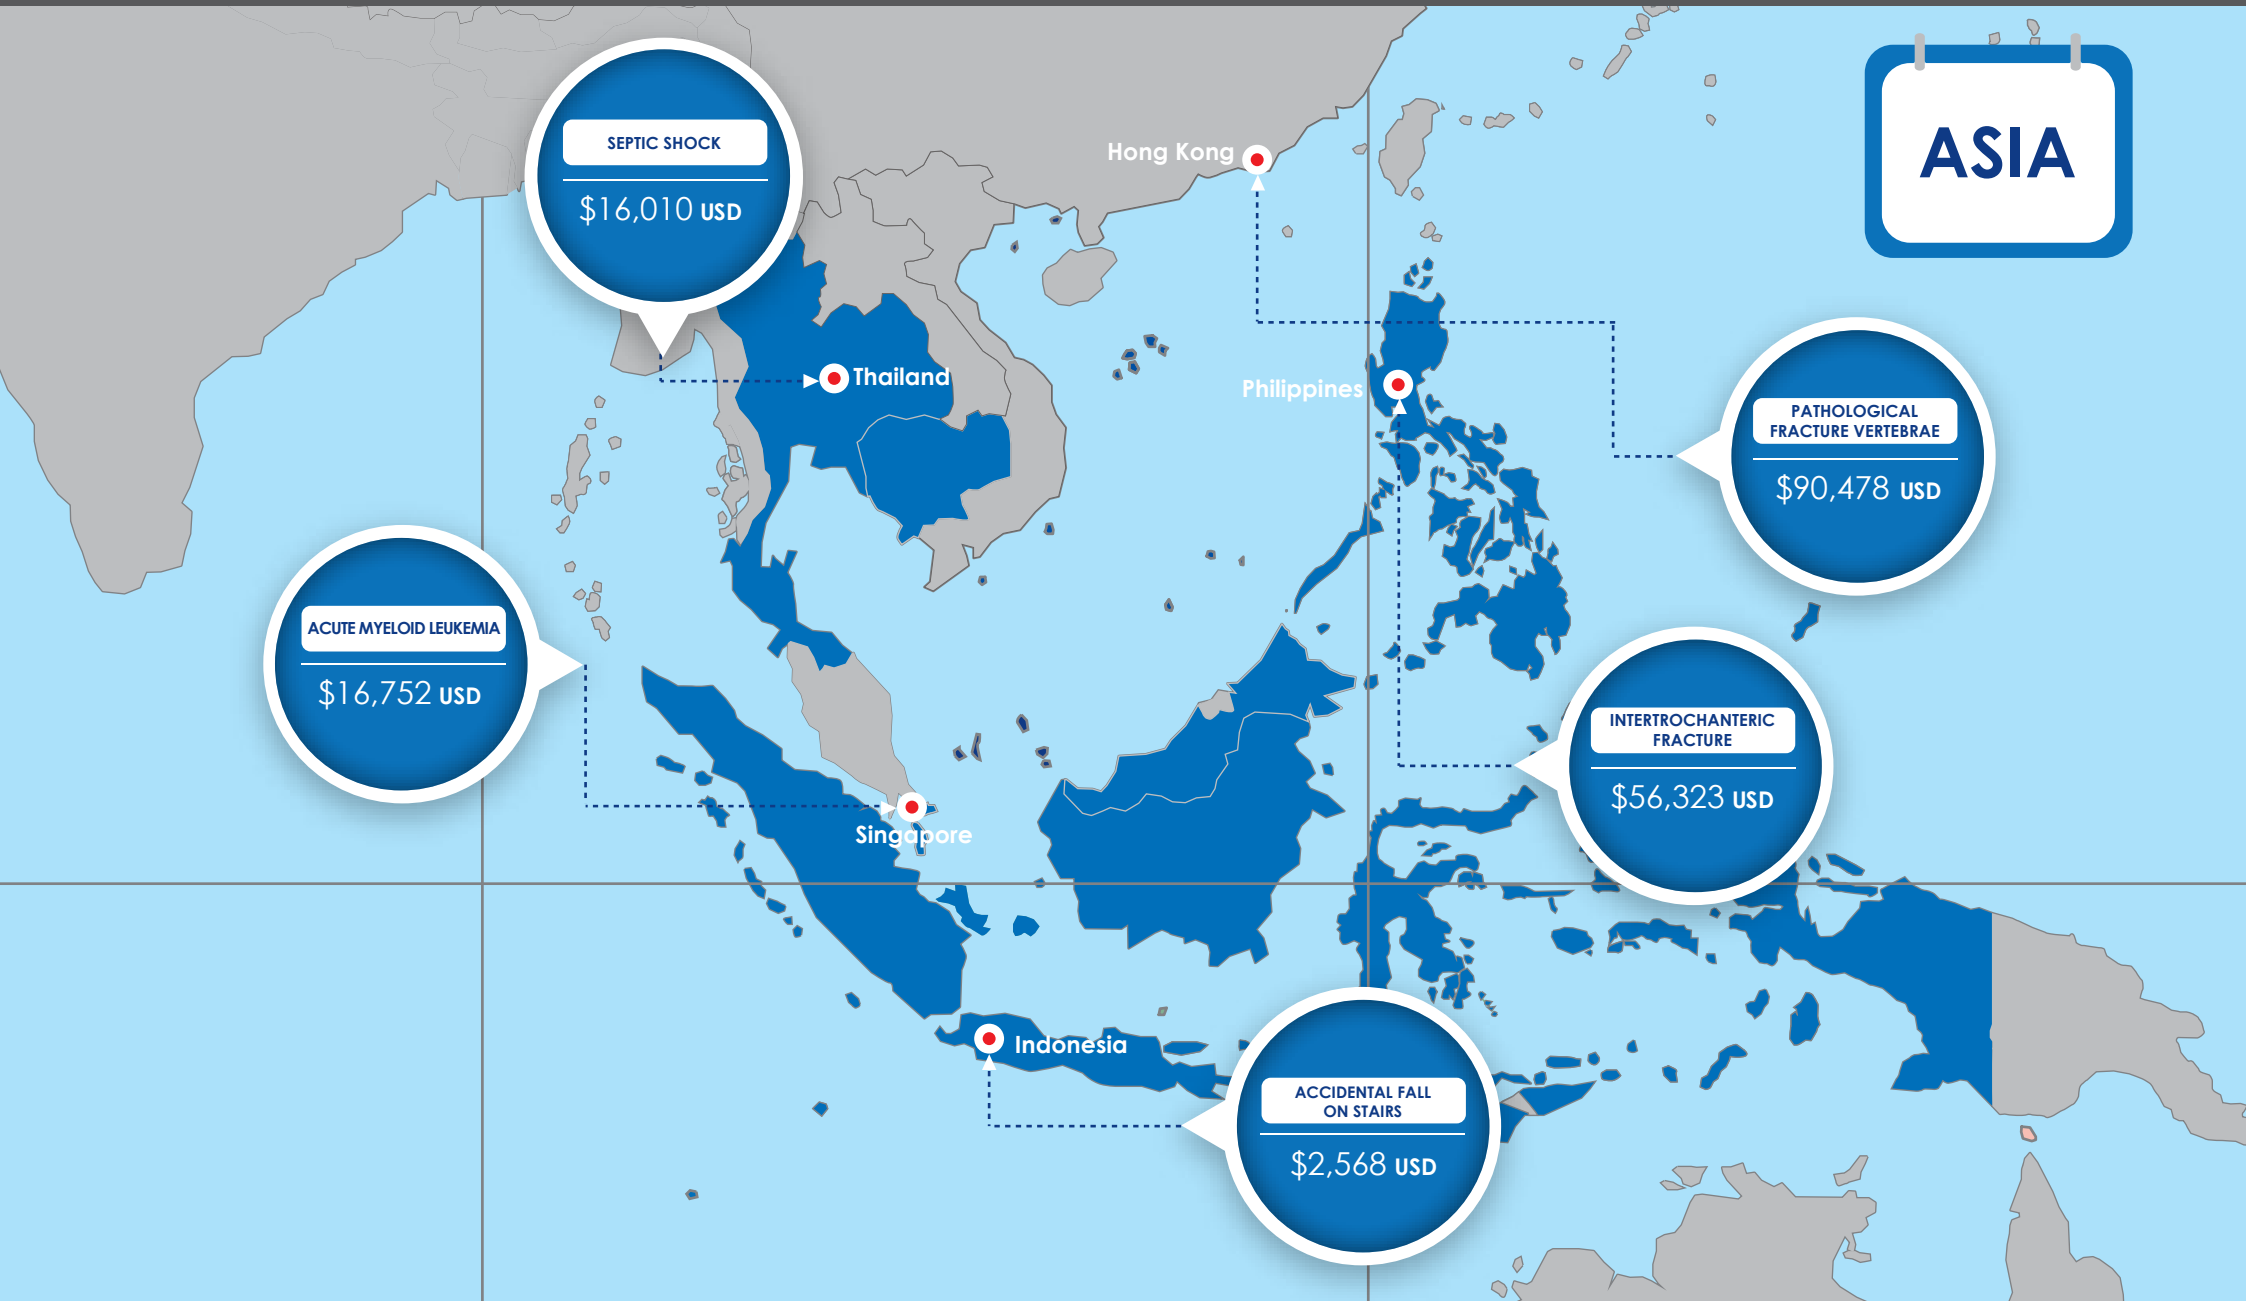 ASIA
SEPTIC SHOCK
$16,010 USD
Hong Kong
Thailand
Philippines
PATHOLOGICAL
FRACTURE VERTEBRAE
$90,478 USD
ACUTE MYELOID LEUKEMIA
$16,752 USD
INTERTROCHANTERIC
FRACTURE
$56,323 USD
Singapore
Indonesia
ACCIDENTAL FALL
ON STAIRS
$2,568 USD